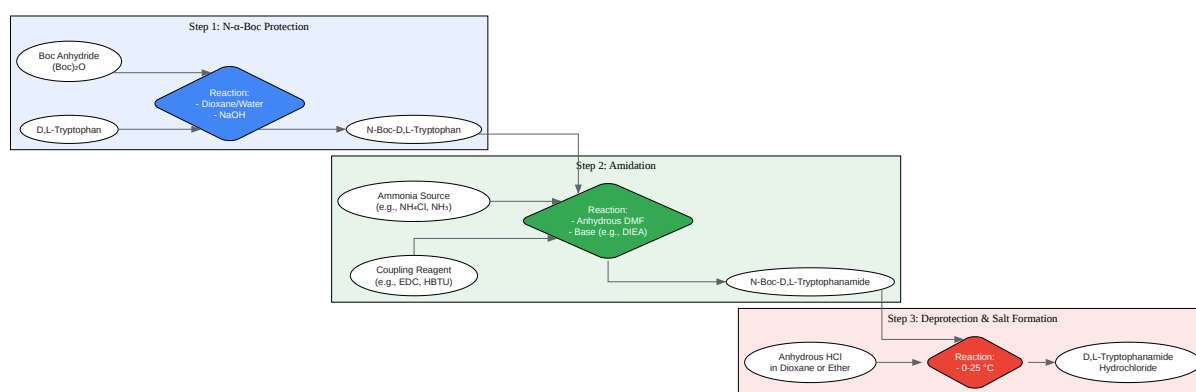 Step 1: N-α-Boc Protection
Boc Anhydride
(Boc)₂O
Reaction:
- Dioxane/Water
- NaOH
D,L-Tryptophan
N-Boc-D,L-Tryptophan
Step 2: Amidation
Ammonia Source
(e.g., NH₄Cl, NH₃)
Reaction:
- Anhydrous DMF
- Base (e.g., DIEA)
Coupling Reagent
(e.g., EDC, HBTU)
N-Boc-D,L-Tryptophanamide
Step 3: Deprotection & Salt Formation
Anhydrous HCl
in Dioxane or Ether
Reaction:
- 0-25 °C
D,L-Tryptophanamide
Hydrochloride